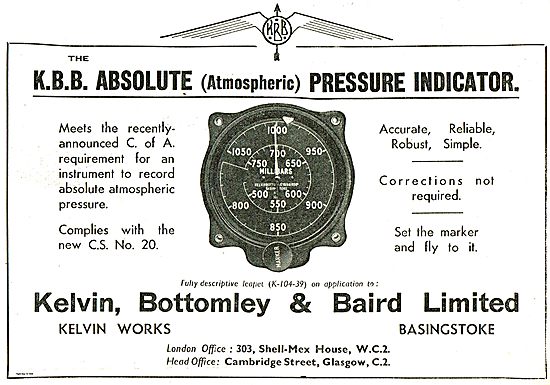 KBB
THE
K.B.B. ABSOLUTE (Atmospheric) PRESSURE INDICATOR.
Meets the recently-
announced C. of A.
requirement for an
instrument to record
absolute atmospheric
pressure.
Complies with the
new C.S. No. 20.
1000
1050
950
700
750
650
MILLIBARS
500
600
550
800
900
850
MARKER
Accurate, Reliable,
Robust, Simple.
Corrections not
required.
Set the marker
and fly to it.
Fully descriptive leaflet (K-104-39) on application to:
Kelvin, Bottomley & Baird Limited
KELVIN WORKS
BASINGSTOKE
London Office : 303, Shell-Mex House, W.C.2.
Head Office: Cambridge Street, Glasgow, C.2.